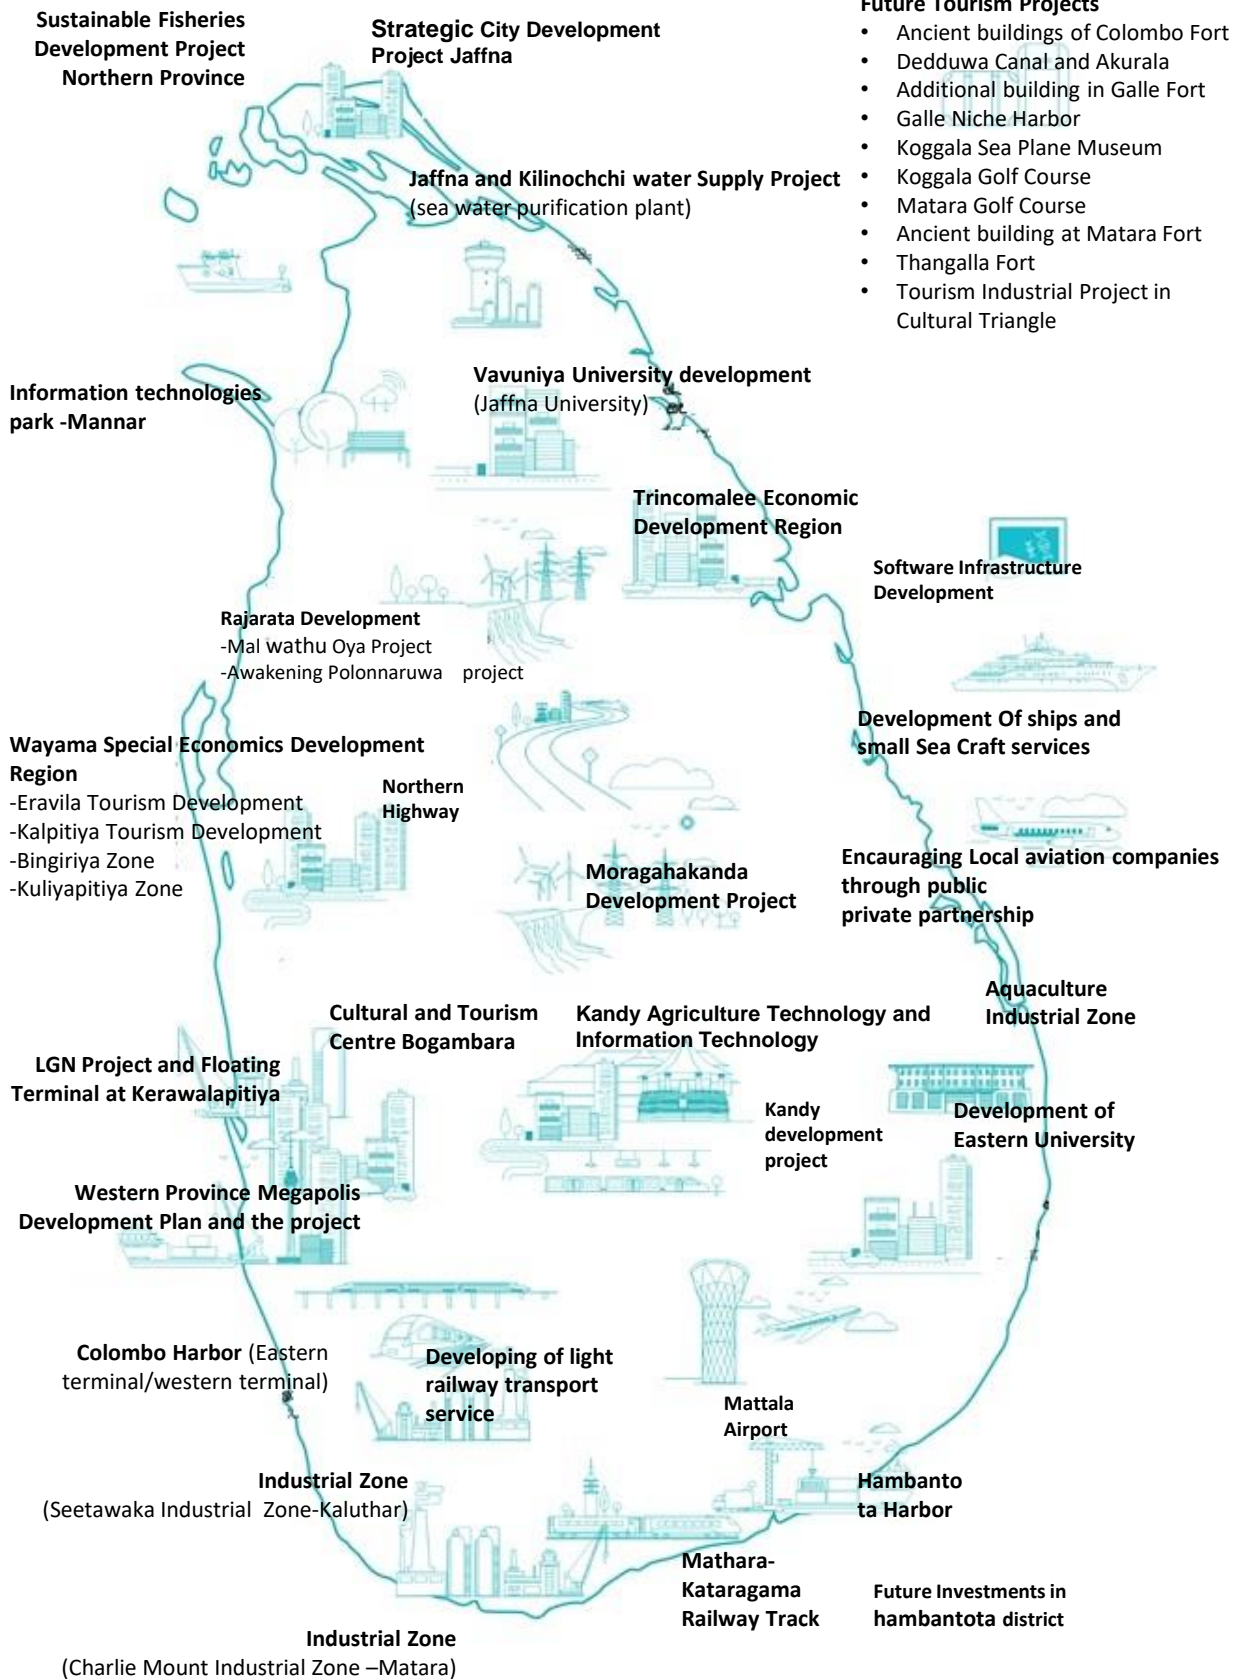 Sustainable Fisheries
Development Project
Northern Province
Strategic City Development
Project Jaffna
Future Tourism Projects
• Ancient buildings of Colombo Fort
• Dedduwa Canal and Akurala
• Additional building in Galle Fort
• Galle Niche Harbor
• Koggala Sea Plane Museum
• Koggala Golf Course
• Matara Golf Course
• Ancient building at Matara Fort
• Thangalla Fort
• Tourism Industrial Project in
Cultural Triangle
Jaffna and Kilinochchi water Supply Project
(sea water purification plant)
Information technologies
park -Mannar
Vavuniya University development
(Jaffna University)
Trincomalee Economic
Development Region
Software Infrastructure
Development
Rajarata Development
-Mal wathu Oya Project
-Awakening Polonnaruwa project
Development Of ships and
small Sea Craft services
Wayama Special Economics Development
Region
-Eravila Tourism Development
-Kalpitiya Tourism Development
-Bingiriya Zone
-Kuliyapitiya Zone
Northern
Highway
Moragahakanda
Development Project
Encauraging Local aviation companies
through public
private partnership
Aquaculture
Industrial Zone
Cultural and Tourism
Centre Bogambara
Kandy Agriculture Technology and
Information Technology
LGN Project and Floating
Terminal at Kerawalapitiya
Kandy
development
project
Development of
Eastern University
Western Province Megapolis
Development Plan and the project
Colombo Harbor (Eastern
terminal/western terminal)
Developing of light
railway transport
service
Mattala
Airport
Industrial Zone
(Seetawaka Industrial Zone-Kaluthar)
Hambanto
ta Harbor
Mathara-
Kataragama
Railway Track
Future Investments in
hambantota district
Industrial Zone
(Charlie Mount Industrial Zone –Matara)